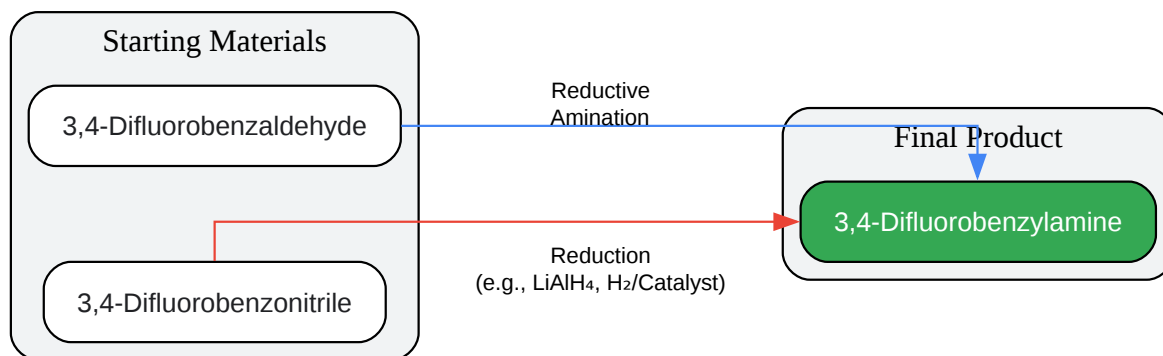 Starting Materials
3,4-Difluorobenzaldehyde
3,4-Difluorobenzonitrile
Reductive
Amination
Reduction
(e.g., LiAlH₄, H₂/Catalyst)
Final Product
3,4-Difluorobenzylamine